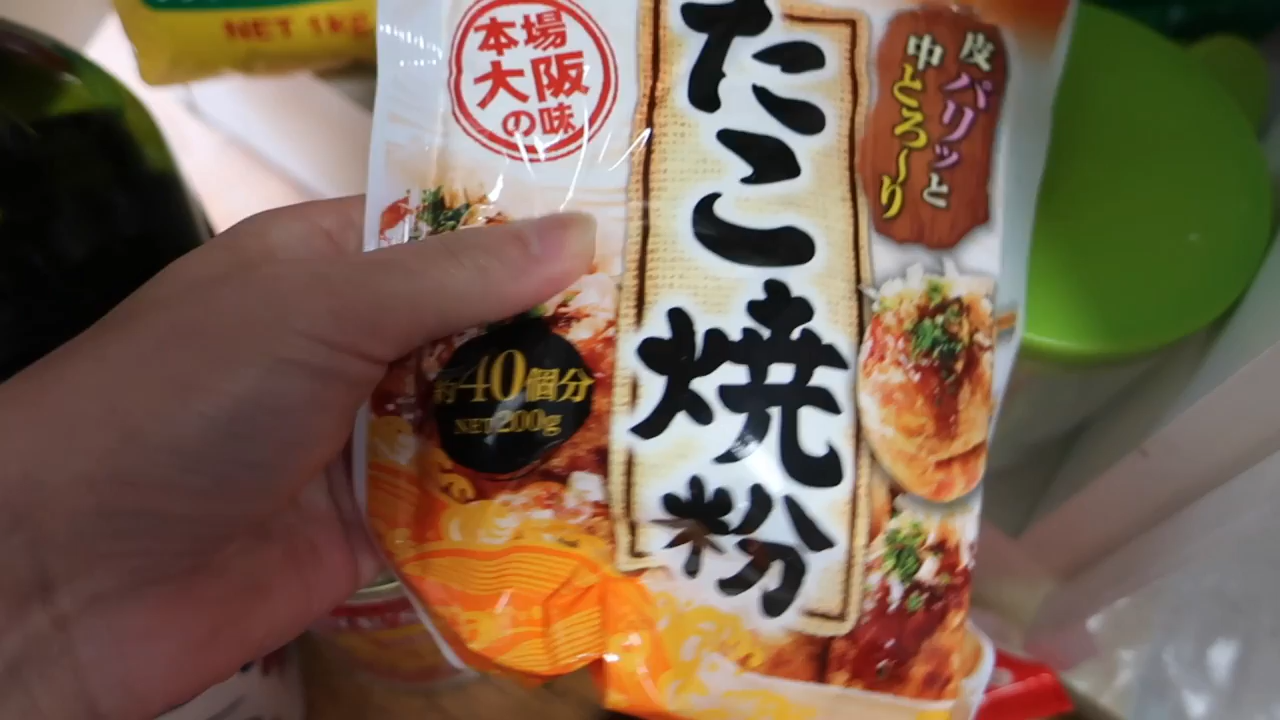 NET 1kg
本場
大阪
の味
たこ焼粉
皮パリッと
中とろ~り
約40個分
NET 200g